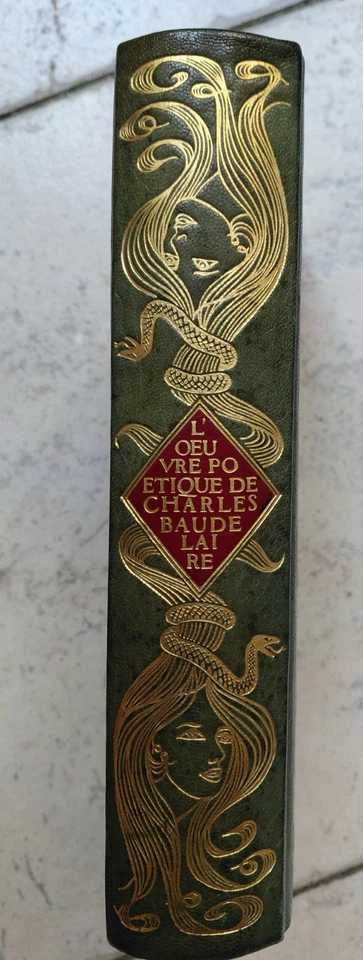 L'
OEU
VRE PO
ETIQUE DE
CHARLES
BAUDE
LAI
RE